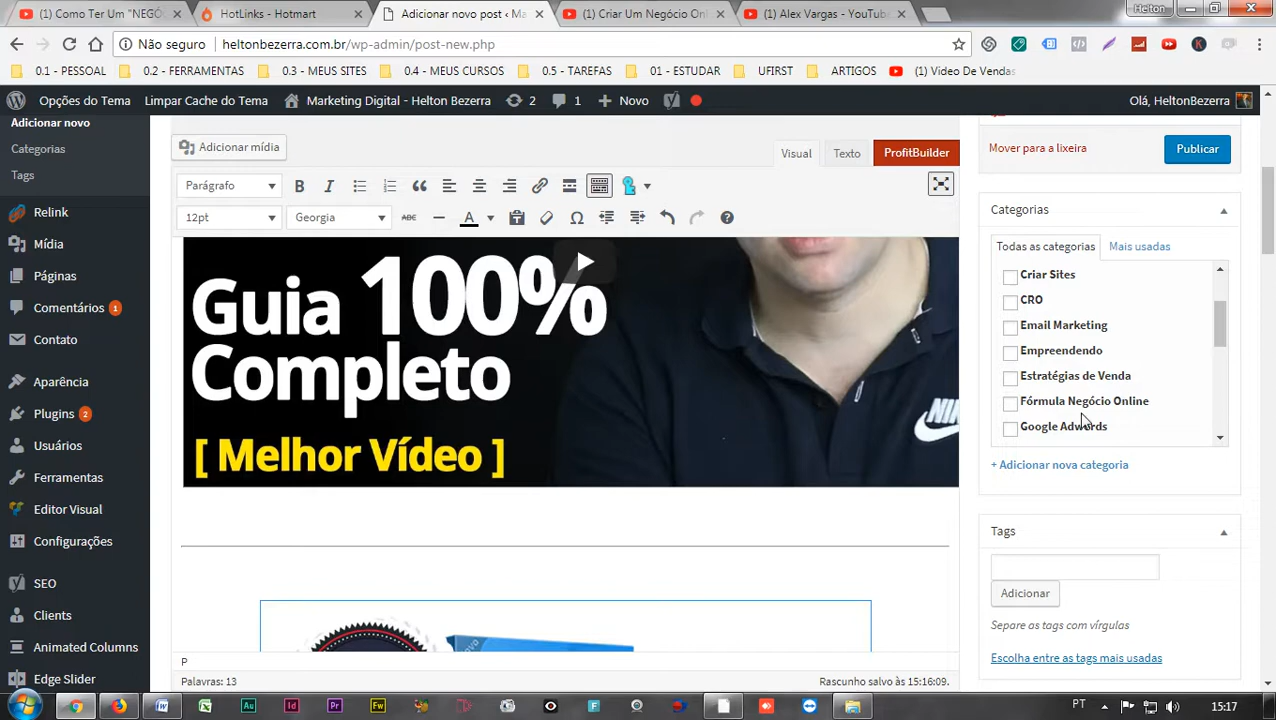 (1) Como Ter Um "NEGÓ
HotLinks - Hotmart
Adicionar novo post ‹ Ma
(1) Criar Um Negócio Onl
(1) Alex Vargas - YouTube
Helton
Não seguro
heltonbezerra.com.br/wp-admin/post-new.php
0.1 - PESSOAL
0.2 - FERRAMENTAS
0.3 - MEUS SITES
0.4 - MEUS CURSOS
0.5 - TAREFAS
01 - ESTUDAR
UFIRST
ARTIGOS
(1) Video De Vendas
Opções do Tema
Limpar Cache do Tema
Marketing Digital - Helton Bezerra
2
1
Novo
Olá, HeltonBezerra
Adicionar novo
Categorias
Tags
Relink
Mídia
Páginas
Comentários 1
Contato
Aparência
Plugins 2
Usuários
Ferramentas
Editor Visual
Configurações
SEO
Clients
Animated Columns
Edge Slider
Adicionar mídia
Visual
Texto
ProfitBuilder
Parágrafo
B
I
12pt
Georgia
ABC
A
Guia 100%
Completo
[ Melhor Vídeo ]
P
Palavras: 13
Rascunho salvo às 15:16:09.
Mover para a lixeira
Publicar
Categorias
Todas as categorias
Mais usadas
Criar Sites
CRO
Email Marketing
Empreendendo
Estratégias de Venda
Fórmula Negócio Online
Google Adwords
+ Adicionar nova categoria
Tags
Adicionar
Separe as tags com vírgulas
Escolha entre as tags mais usadas
Au
Id
Pr
Fw
PT
15:17